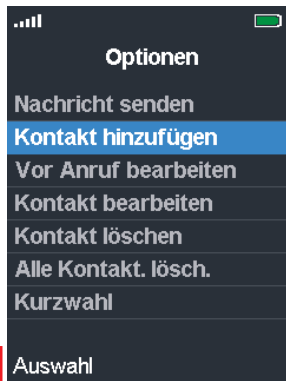 Optionen
Nachricht senden
Kontakt hinzufügen
Vor Anruf bearbeiten
Kontakt bearbeiten
Kontakt löschen
Alle Kontakt. lösch.
Kurzwahl
Auswahl